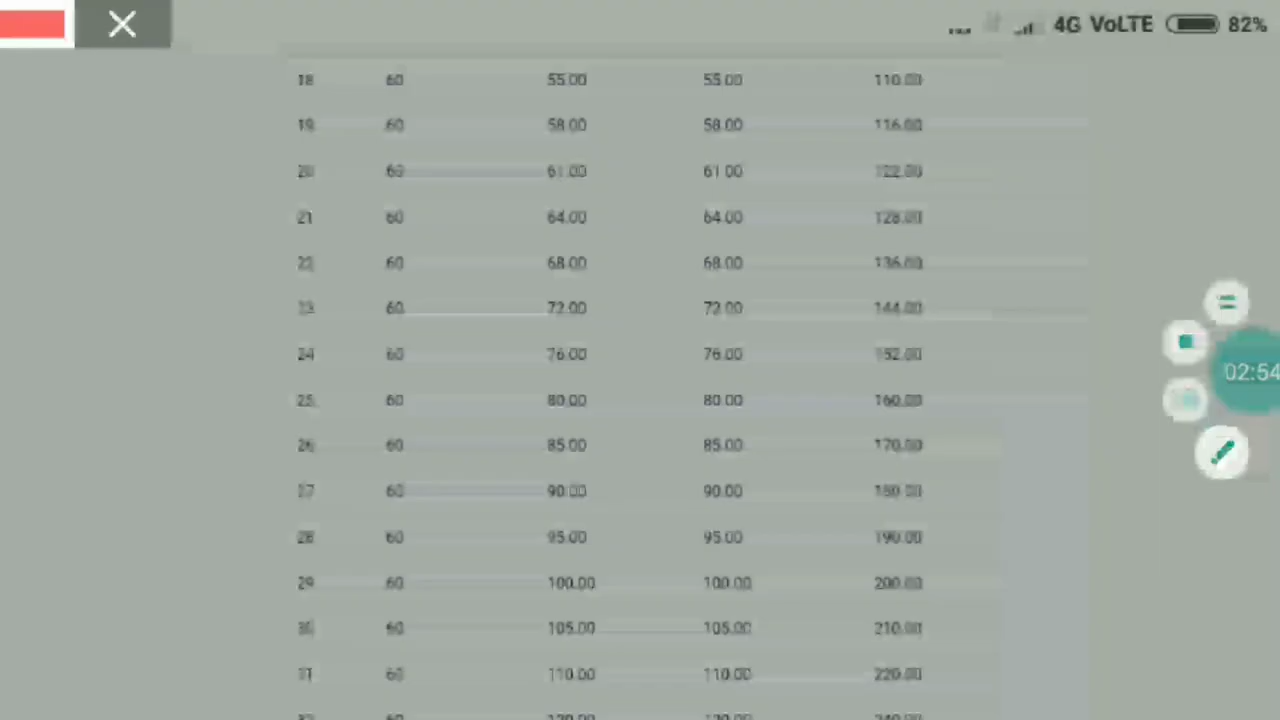 4G VoLTE 82%
18 60 55.00 55.00 110.00
19 60 58.00 58.00 116.00
20 60 61.00 61.00 122.00
21 60 64.00 64.00 128.00
22 60 68.00 68.00 136.00
23 60 72.00 72.00 144.00
24 60 76.00 76.00 152.00
25 60 80.00 80.00 160.00
02:54
26 60 85.00 85.00 170.00
27 60 90.00 90.00 180.00
28 60 95.00 95.00 190.00
29 60 100.00 100.00 200.00
30 60 105.00 105.00 210.00
31 60 110.00 110.00 220.00